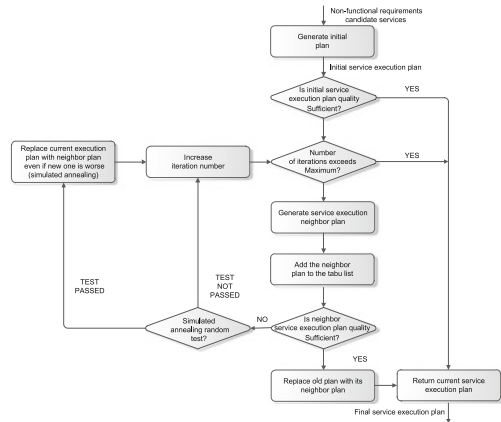 Non-functional requirements
candidate services
Generate initial
plan
Initial service execution plan
Is initial service
execution plan quality
Sufficient?
YES
Replace current execution
plan with neighbor plan
even if new one is worse
(simulated annealing)
Increase
iteration number
Number
of iterations exceeds
Maximum?
YES
Generate service execution
neighbor plan
Add the neighbor
plan to the tabu list
TEST
PASSED
TEST
NOT
PASSED
Simulated
annealing random
test?
NO
Is neighbor
service execution plan quality
Sufficient?
YES
Replace old plan with its
neighbor plan
Return current service
execution plan
Final service execution plan